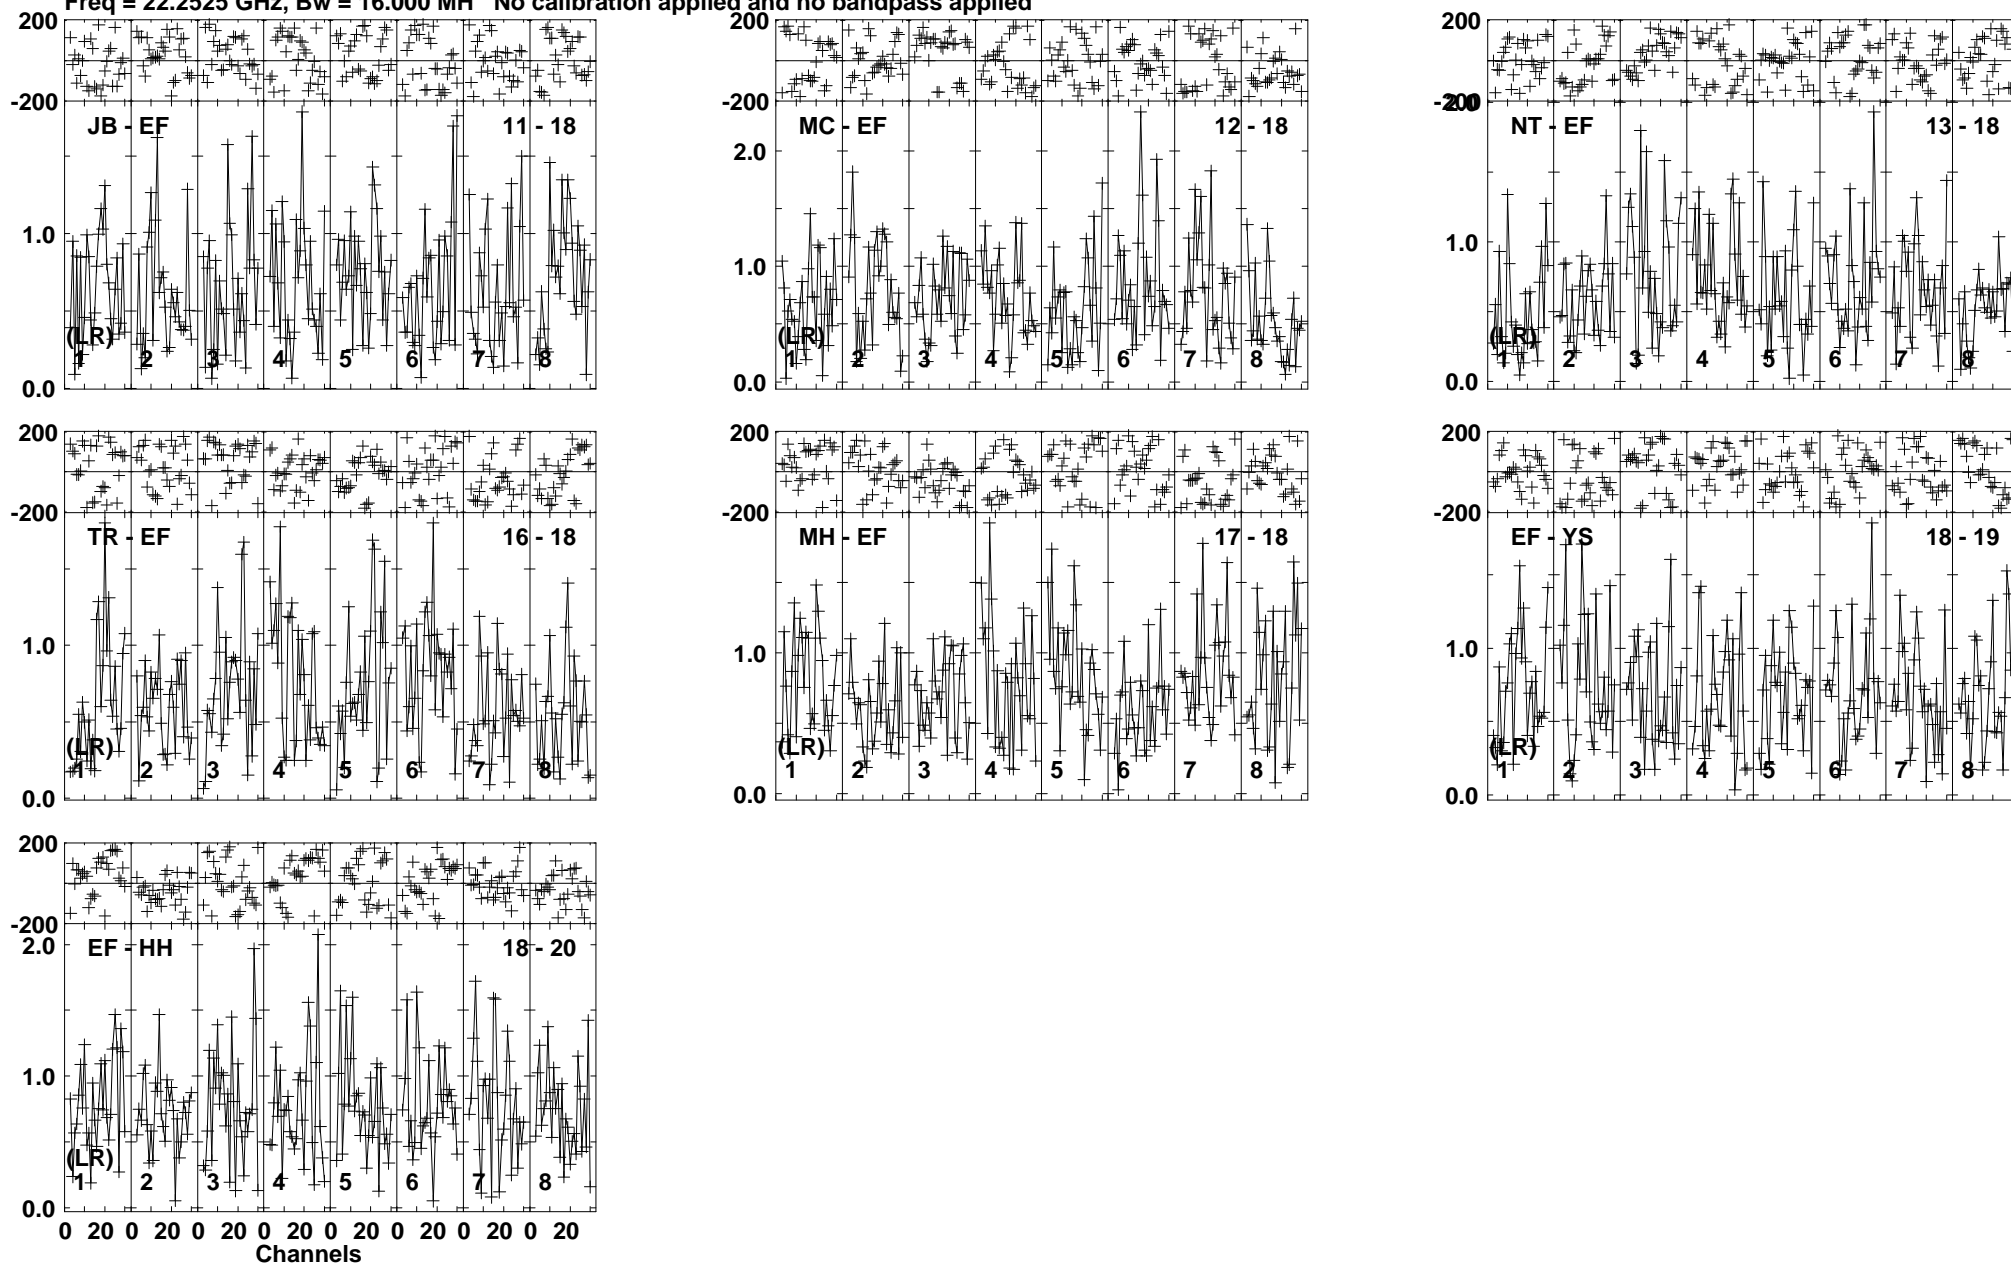 Freq = 22.2525 GHz, Bw = 16.000 MH No calibration applied and no bandpass applied
200 200 200
-200 -200 -200
JB - EF 11 - 18 MC - EF 12 - 18 NT - EF 13 - 18
2.0 2.0
1.0 1.0 1.0
(LR) (LR) (LR)
1 2 3 4 5 6 7 8 1 2 3 4 5 6 7 8 1 2 3 4 5 6 7 8
0.0 0.0 0.0
200 200 200
-200 -200 -200
TR - EF 16 - 18 MH - EF 17 - 18 EF - YS 18 - 19
1.0 1.0 1.0
(LR) (LR) (LR)
1 2 3 4 5 6 7 8 1 2 3 4 5 6 7 8 1 2 3 4 5 6 7 8
0.0 0.0 0.0
200
-200
EF - HH 18 - 20
2.0
1.0
(LR)
1 2 3 4 5 6 7 8
0.0
0 20 0 20 0 20 0 20 0 20 0 20 0 20 0 20
Channels